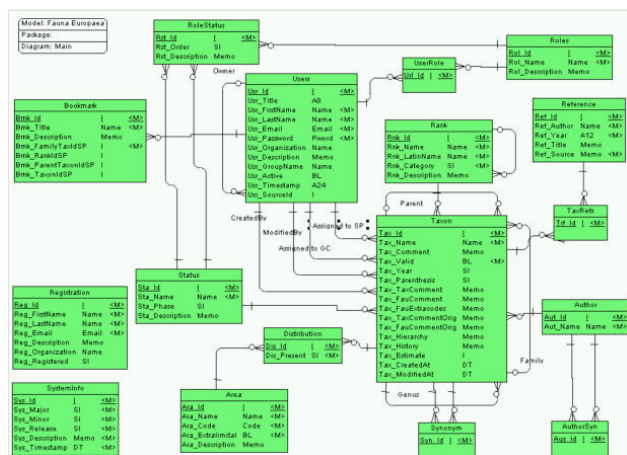 Model: Fauna Europaea
Package:
Diagram: Main
RoleStatus
Rst_Id I <M>
Rst_Order SI
Rst_Description Memo
Roles
Rol_Id I <M>
Rol_Name Name <M>
Rol_Description Memo
UserRole
Url_Id I <M>
Owner
Users
Usr_Id I <M>
Usr_Title A8
Usr_FirstName Name <M>
Usr_LastName Name <M>
Usr_Email Email <M>
Usr_Password Pword <M>
Usr_Organization Name
Usr_Description Memo
Usr_GroupName Name
Usr_Active BL
Usr_Timestamp A24
Usr_SourceId I
Bookmark
Bmk_Id I <M>
Bmk_Title Name <M>
Bmk_Description Memo
Bmk_FamilyTaxIdSP I <M>
Bmk_RankIdSP I
Bmk_ParentTaxonIdSP I
Bmk_TaxonIdSP I
Rank
Rnk_Id I <M>
Rnk_Name Name <M>
Rnk_LatinName Name <M>
Rnk_Category SI <M>
Rnk_Description Memo
Reference
Ref_Id I <M>
Ref_Author Name <M>
Ref_Year A12 <M>
Ref_Title Memo
Ref_Source Memo <M>
TaxRefs
Trf_Id I <M>
Parent
CreatedBy
ModifiedBy
Assigned to SP
Assigned to GC
Taxon
Tax_Id I <M>
Tax_Name Name <M>
Tax_Comment Memo
Tax_Valid BL <M>
Tax_Year SI
Tax_Parenthesis SI
Tax_TaxComment Memo
Tax_FauComment Memo
Tax_FauExtracodes Memo
Tax_TaxCommentOrig Memo
Tax_FauCommentOrig Memo
Tax_Hierarchy Memo
Tax_History Memo
Tax_Estimate I
Tax_CreatedAt DT
Tax_ModifiedAt DT
Status
Sta_Id I <M>
Sta_Name Name <M>
Sta_Phase SI
Sta_Description Memo
Registration
Reg_Id I <M>
Reg_FirstName Name <M>
Reg_LastName Name <M>
Reg_Email Email <M>
Reg_Description Memo
Reg_Organization Name
Reg_Registered SI
Distribution
Dis_Id I <M>
Dis_Present SI <M>
Author
Aut_Id I <M>
Aut_Name Name <M>
Family
Genus
SystemInfo
Sys_Id I <M>
Sys_Major SI <M>
Sys_Minor SI <M>
Sys_Release SI <M>
Sys_Description Memo <M>
Sys_Timestamp DT <M>
Area
Ara_Id I <M>
Ara_Name Name <M>
Ara_Code Code <M>
Ara_Extralimital BL <M>
Ara_Description Memo
Synonym
Syn_Id I <M>
AuthorSyn
Aus_Id I <M>